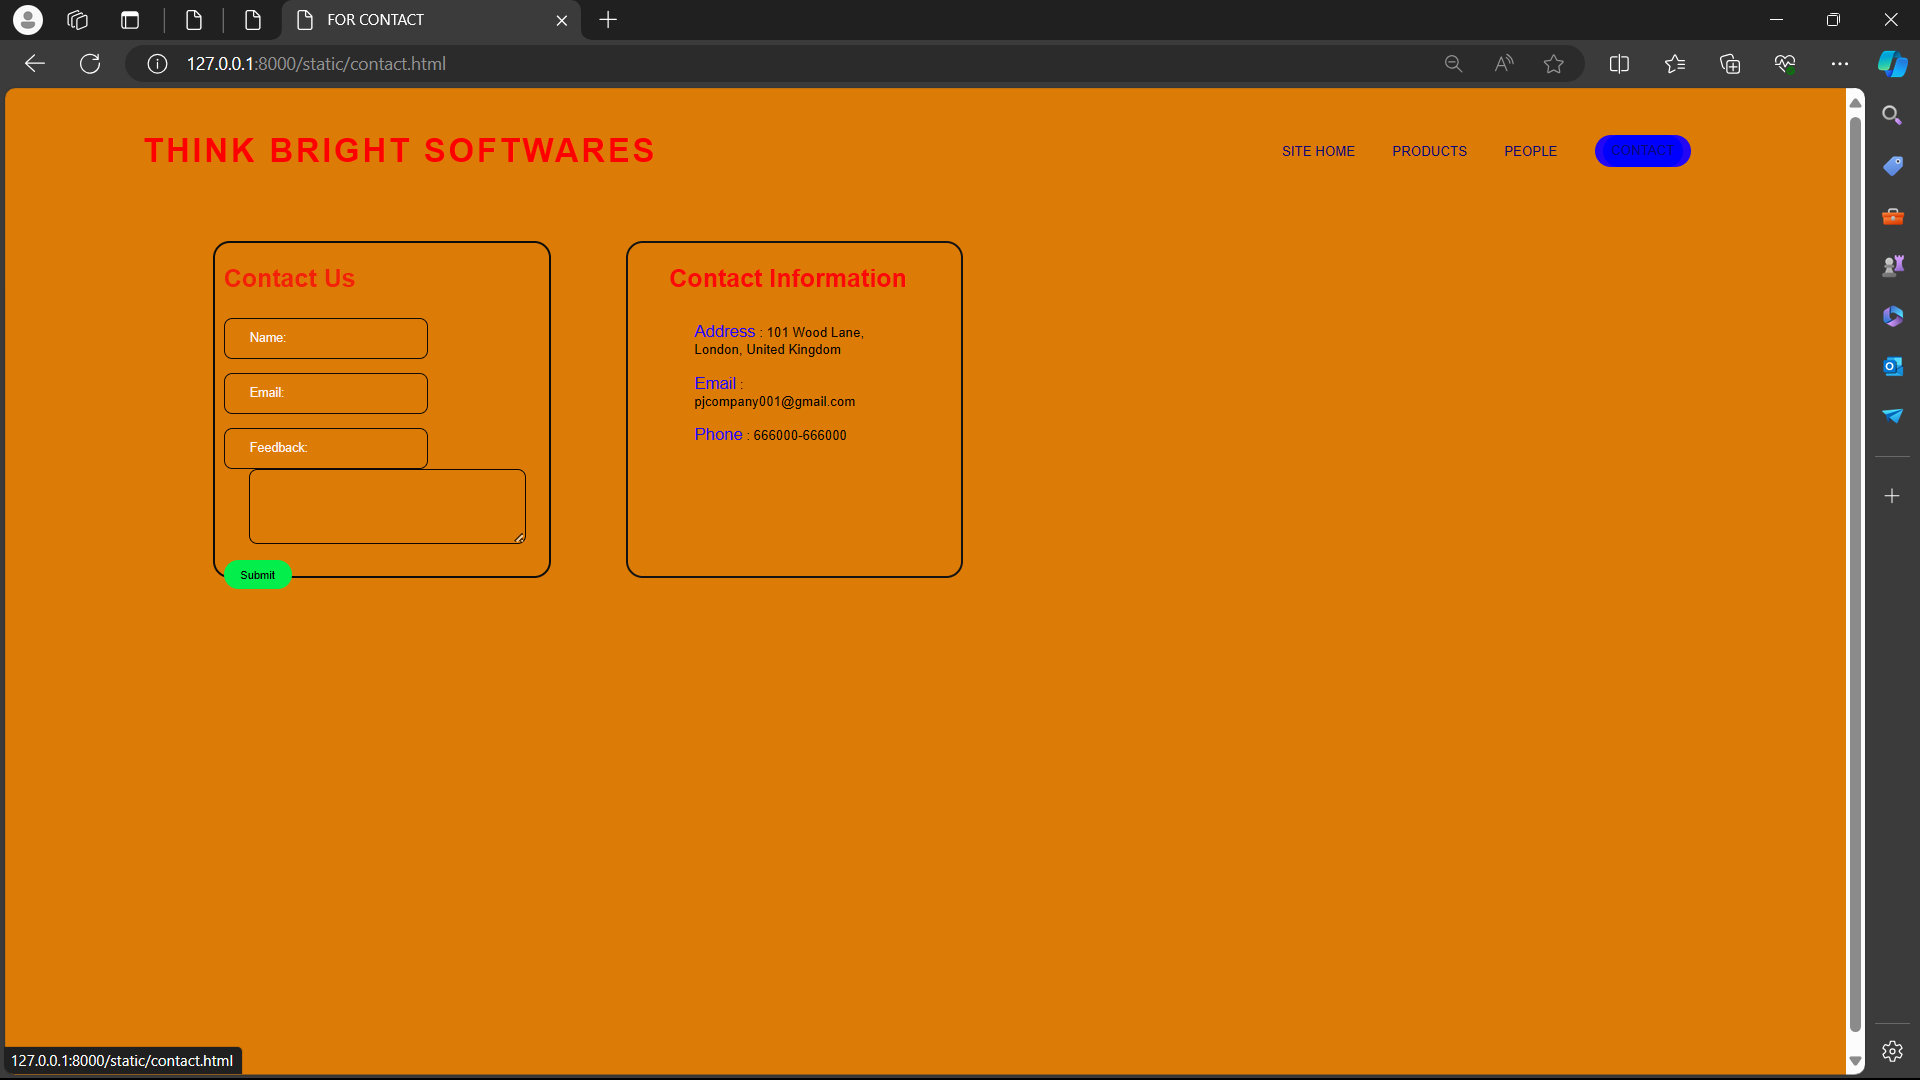 FOR CONTACT
127.0.0.1:8000/static/contact.html
THINK BRIGHT SOFTWARES
SITE HOME
PRODUCTS
PEOPLE
CONTACT
Contact Us
Name:
Email:
Feedback:
Submit
Contact Information
Address : 101 Wood Lane,
London, United Kingdom
Email :
pjcompany001@gmail.com
Phone : 666000-666000
127.0.0.1:8000/static/contact.html